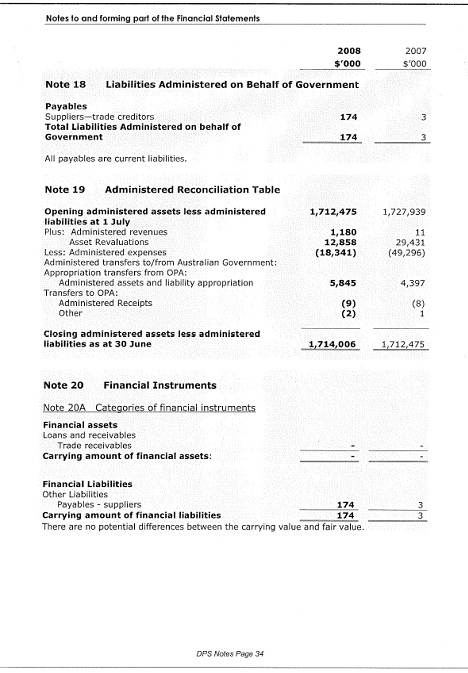 Notes to and forming part of the Financial Statements
2008 2007
$'000 $'000
Note 18 Liabilities Administered on Behalf of Government
Payables
Suppliers—trade creditors 174 3
Total Liabilities Administered on behalf of
Government 174 3
All payables are current liabilities.
Note 19 Administered Reconciliation Table
Opening administered assets less administered 1,712,475 1,727,939
liabilities at 1 July
Plus: Administered revenues 1,180 11
Asset Revaluations 12,858 29,431
Less: Administered expenses (18,341) (49,296)
Administered transfers to/from Australian Government:
Appropriation transfers from OPA:
Administered assets and liability appropriation 5,845 4,397
Transfers to OPA:
Administered Receipts (9) (8)
Other (2) 1
Closing administered assets less administered
liabilities as at 30 June 1,714,006 1,712,475
Note 20 Financial Instruments
Note 20A Categories of financial instruments
Financial assets
Loans and receivables
Trade receivables - -
Carrying amount of financial assets: - -
Financial Liabilities
Other Liabilities
Payables - suppliers 174 3
Carrying amount of financial liabilities 174 3
There are no potential differences between the carrying value and fair value.
DPS Notes Page 34